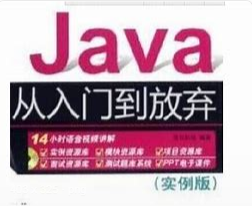 Java
从入门到放弃
14小时语音视频讲解
实例资源库 模块资源库 项目资源库
面试资源库 测试题库系统 PPT电子课件
(实例版)